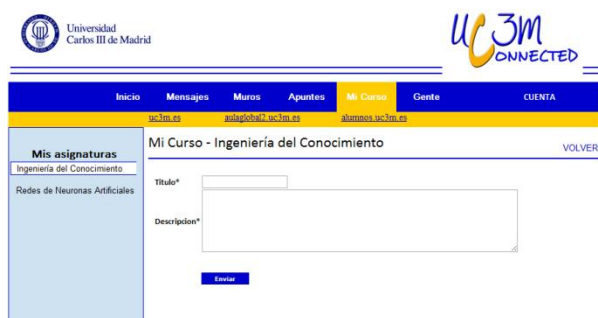 Universidad
Carlos III de Madrid
UC3M
CONNECTED
Inicio Mensajes Muros Apuntes Mi Curso Gente CUENTA
uc3m.es aulaglobal2.uc3m.es alumnos.uc3m.es
Mis asignaturas
Ingeniería del Conocimiento
Redes de Neuronas Artificiales
Mi Curso - Ingeniería del Conocimiento
VOLVER
Titulo*
Descripcion*
Enviar